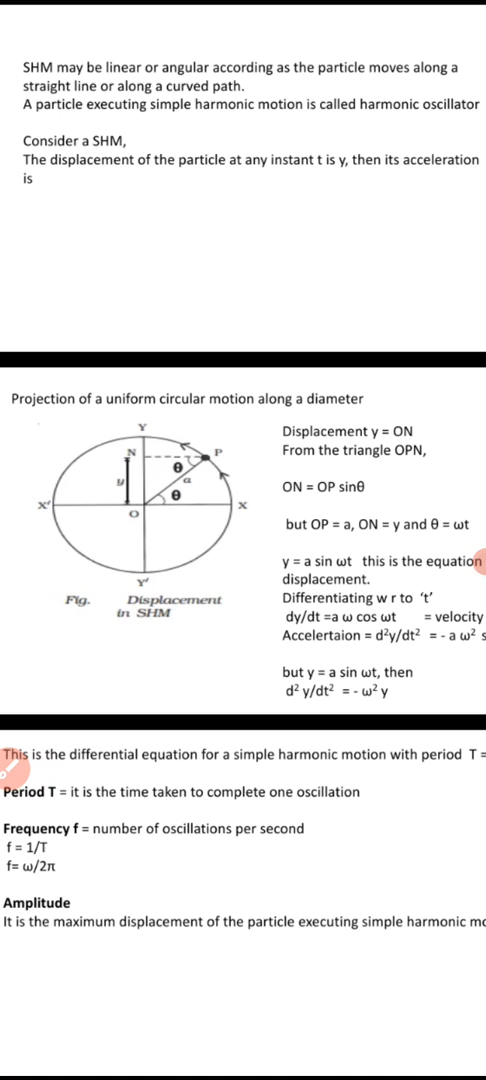 SHM may be linear or angular according as the particle moves along a
straight line or along a curved path.
A particle executing simple harmonic motion is called harmonic oscillator
Consider a SHM,
The displacement of the particle at any instant t is y, then its acceleration
is
Projection of a uniform circular motion along a diameter
Y
N
P
θ
y
a
θ
X'
X
O
Y'
Fig. Displacement
in SHM
Displacement y = ON
From the triangle OPN,
ON = OP sinθ
but OP = a, ON = y and θ = ωt
y = a sin ωt this is the equation
displacement.
Differentiating w r to ‘t’
dy/dt =a ω cos ωt = velocity
Accelertaion = d²y/dt² = - a ω² s
but y = a sin ωt, then
d² y/dt² = - ω² y
This is the differential equation for a simple harmonic motion with period T =
Period T = it is the time taken to complete one oscillation
Frequency f = number of oscillations per second
f = 1/T
f= ω/2π
Amplitude
It is the maximum displacement of the particle executing simple harmonic mo